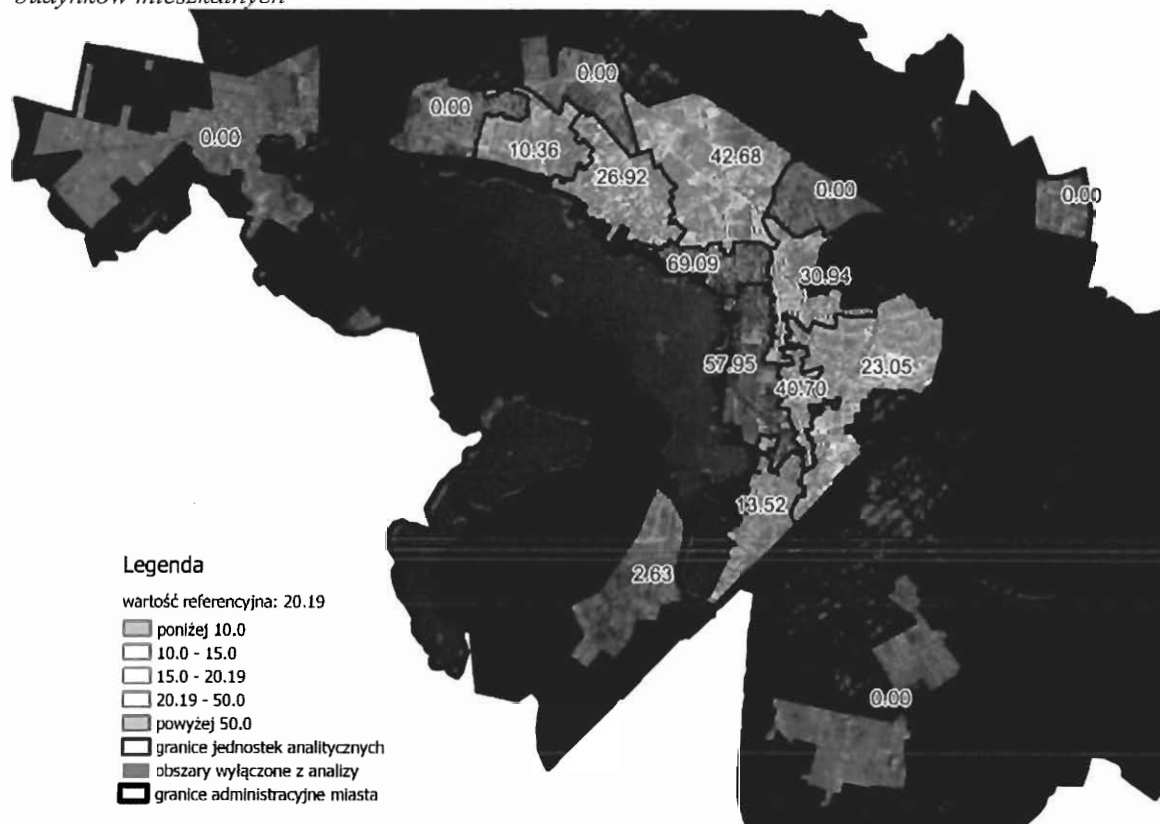 budynków mieszkalnych
0.00
0.00
0.00
10.36
42.68
26.92
0.00
0.00
69.09
30.94
57.95
23.05
40.70
13.52
2.63
0.00
Legenda
wartość referencyjna: 20.19
poniżej 10.0
10.0 - 15.0
15.0 - 20.19
20.19 - 50.0
powyżej 50.0
granice jednostek analitycznych
obszary wyłączone z analizy
granice administracyjne miasta